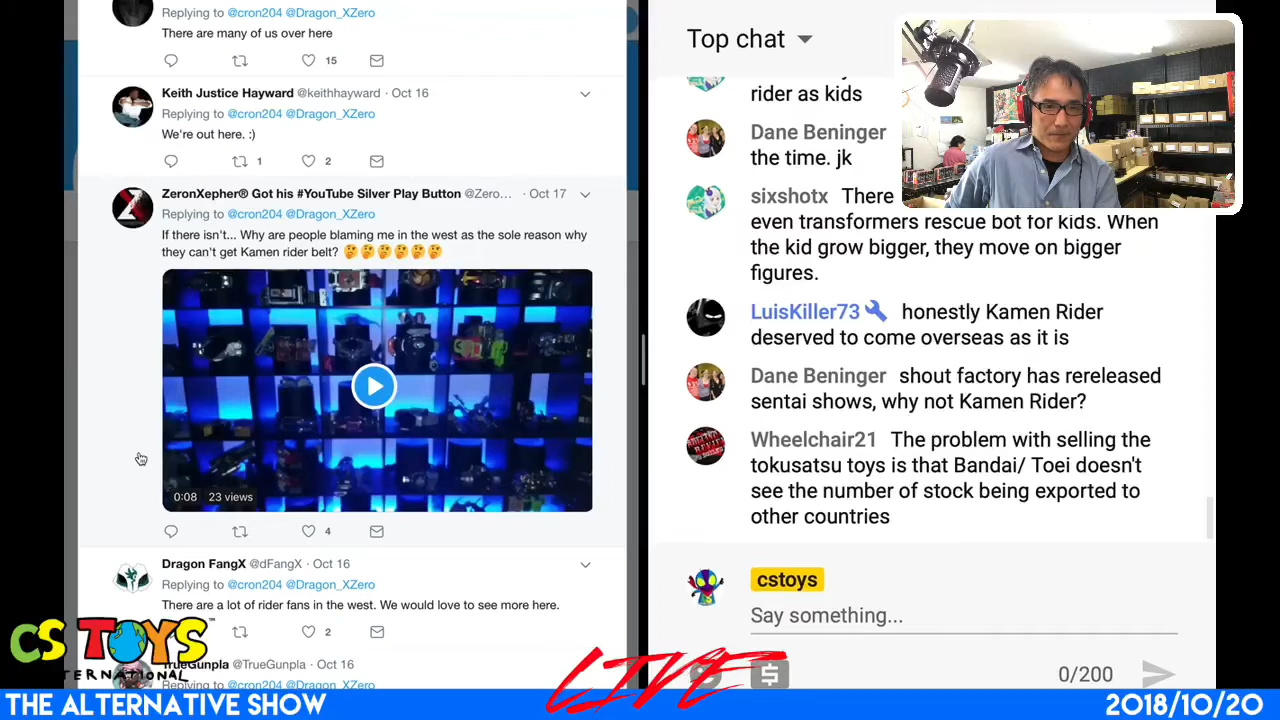 Replying to @cron204 @Dragon_XZero
There are many of us over here
15
Keith Justice Hayward @keithhayward · Oct 16
Replying to @cron204 @Dragon_XZero
We're out here. :)
1 2
ZeronXepher® Got his #YouTube Silver Play Button @Zero... · Oct 17
Replying to @cron204 @Dragon_XZero
If there isn't... Why are people blaming me in the west as the sole reason why
they can't get Kamen rider belt? 🤔🤔🤔🤔🤔🤔
0:08 23 views
4
Dragon FangX @dFangX · Oct 16
Replying to @cron204 @Dragon_XZero
There are a lot of rider fans in the west. We would love to see more here.
2
TrueGunpla @TrueGunpla · Oct 16
Replying to @cron204 @Dragon_XZero
Top chat
rider as kids
Dane Beninger
the time. jk
sixshotx There
even transformers rescue bot for kids. When
the kid grow bigger, they move on bigger
figures.
LuisKiller73 honestly Kamen Rider
deserved to come overseas as it is
Dane Beninger shout factory has rereleased
sentai shows, why not Kamen Rider?
Wheelchair21 The problem with selling the
tokusatsu toys is that Bandai/ Toei doesn't
see the number of stock being exported to
other countries
cstoys
Say something...
0/200
CS TOYS
INTERNATIONAL
LIVE
THE ALTERNATIVE SHOW
2018/10/20